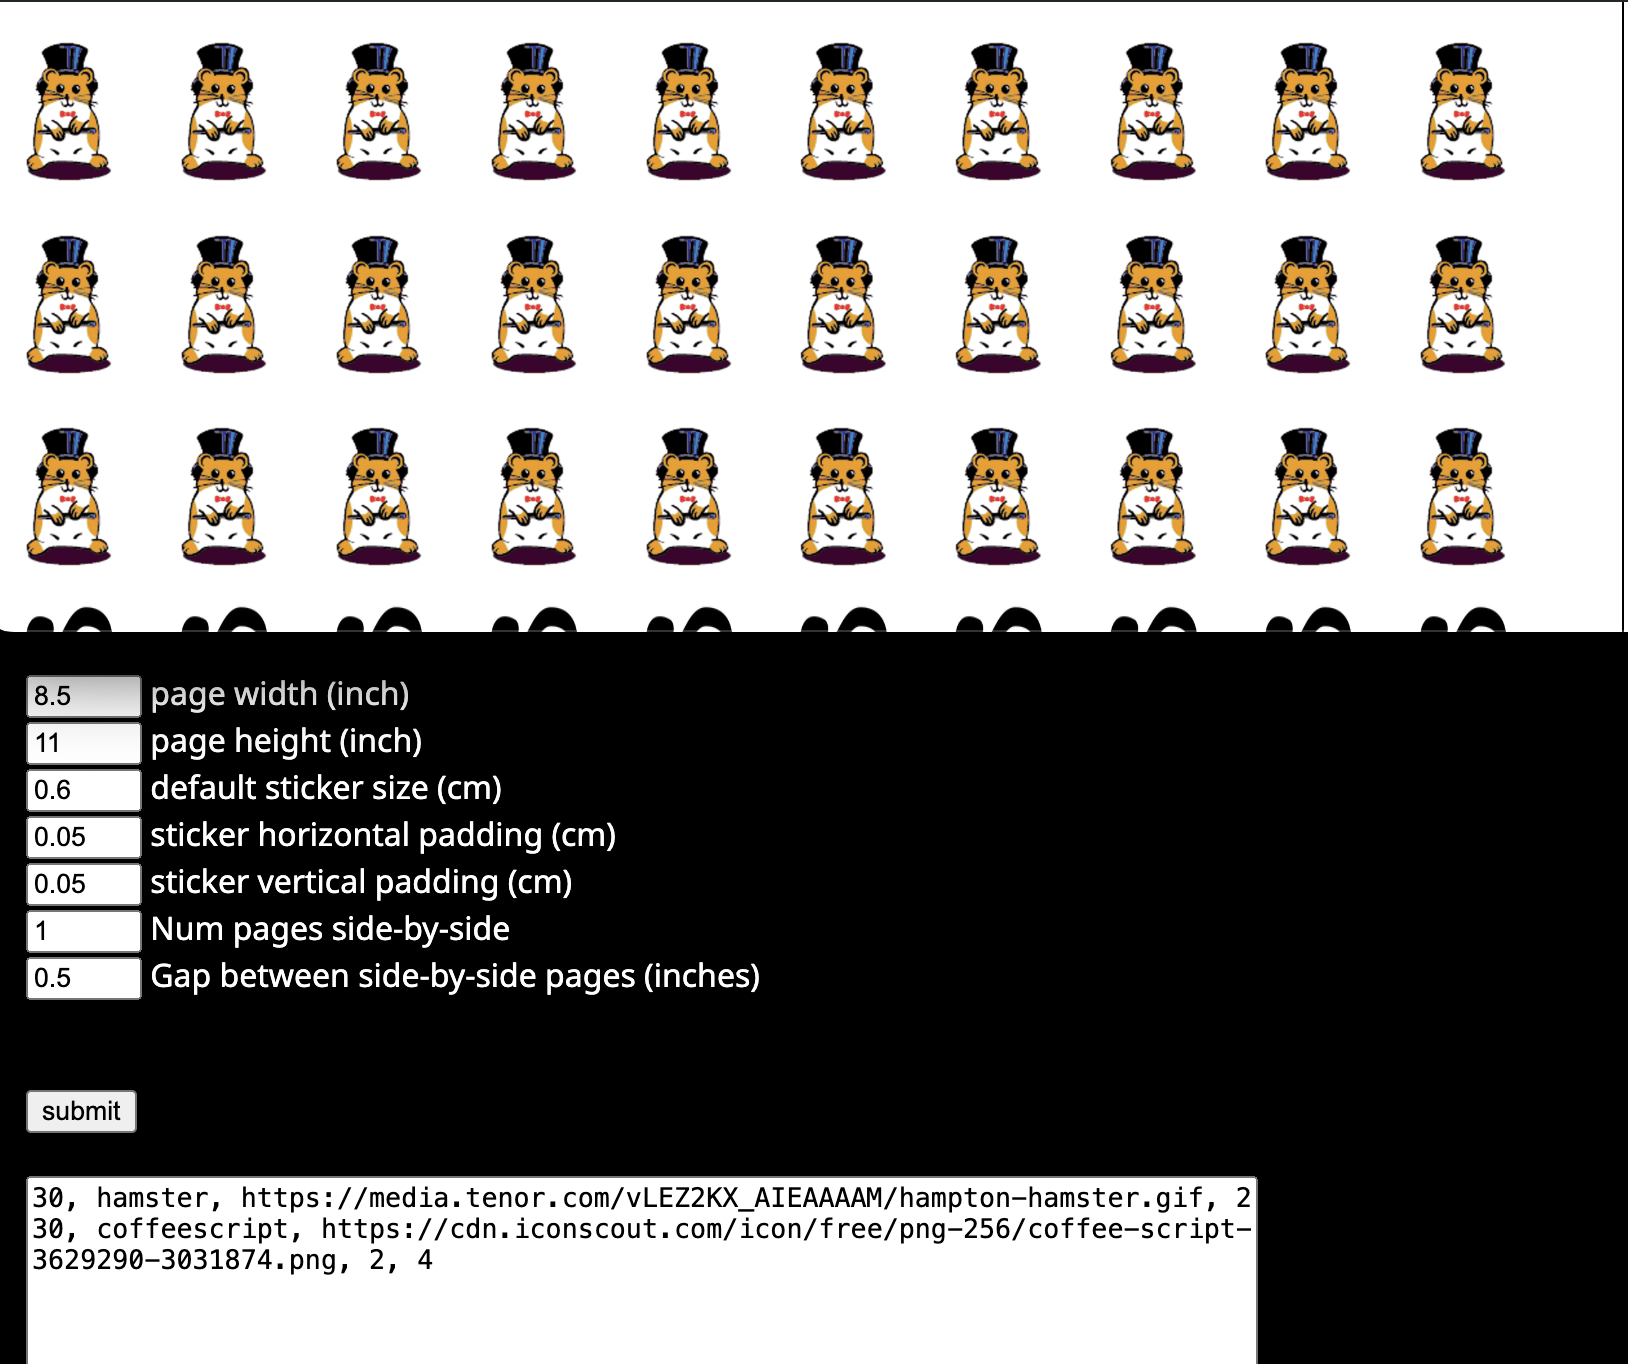 8.5 page width (inch)
11 page height (inch)
0.6 default sticker size (cm)
0.05 sticker horizontal padding (cm)
0.05 sticker vertical padding (cm)
1 Num pages side-by-side
0.5 Gap between side-by-side pages (inches)
submit
30, hamster, https://media.tenor.com/vLEZ2KX_AIEAAAAM/hampton-hamster.gif, 2
30, coffeescript, https://cdn.iconscout.com/icon/free/png-256/coffee-script-
3629290-3031874.png, 2, 4